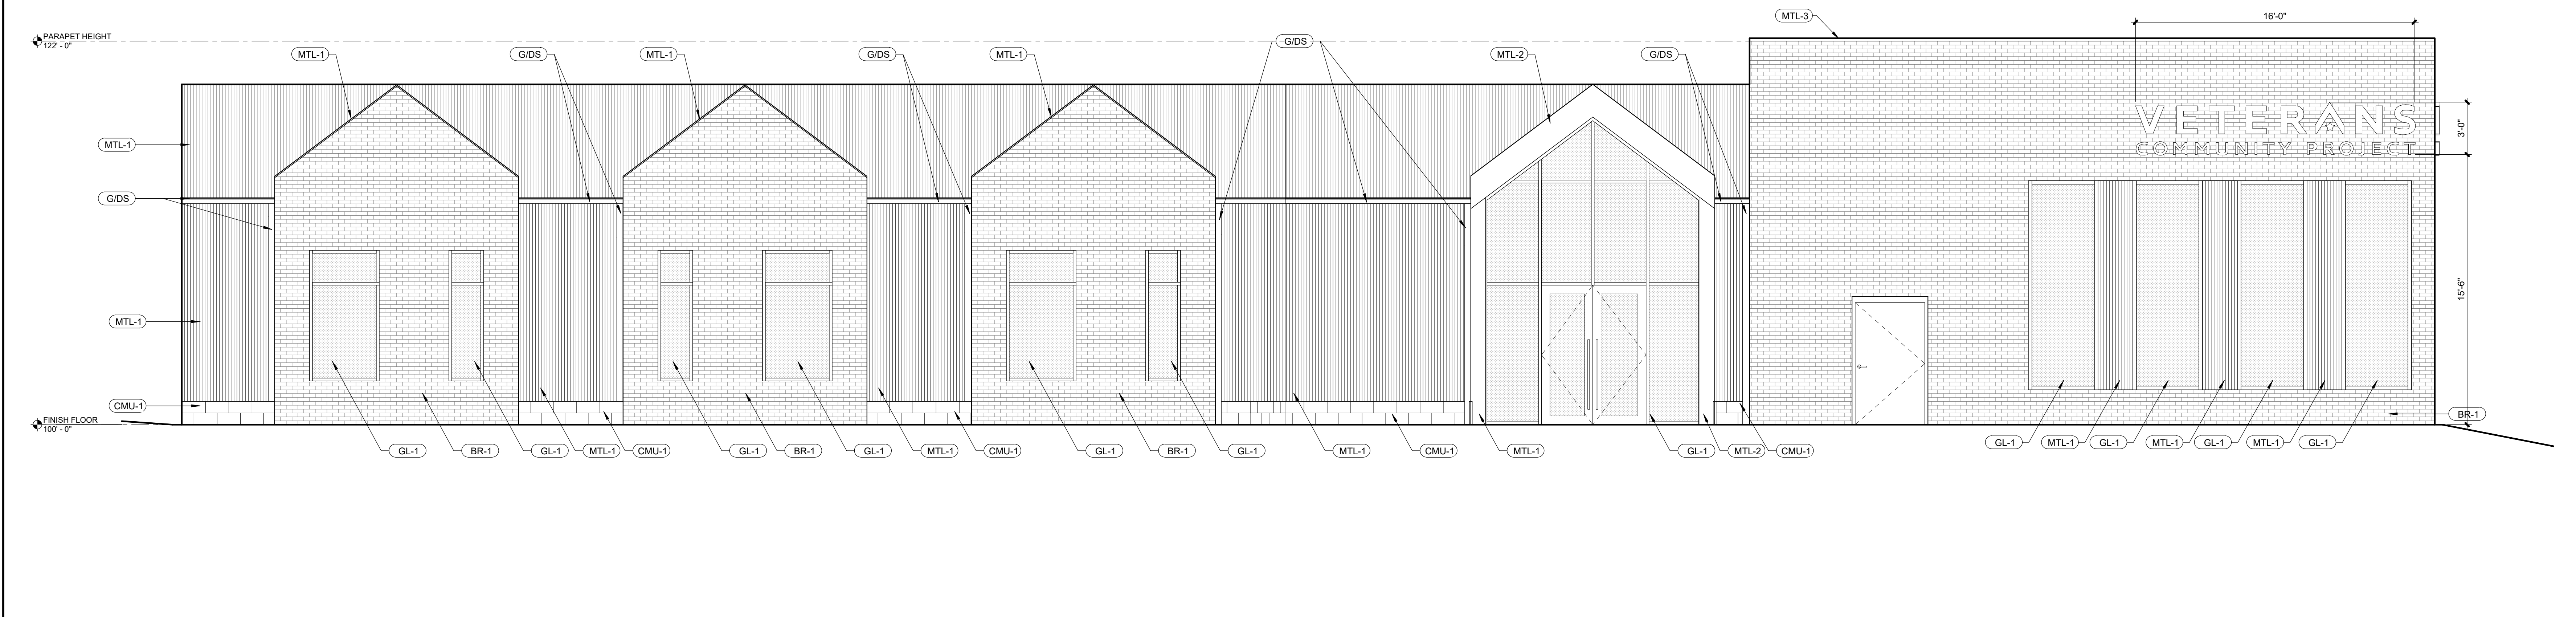 MTL-3
16'-0"
PARAPET HEIGHT
122' - 0"
G/DS
MTL-1
G/DS
MTL-1
G/DS
MTL-1
MTL-2
G/DS
VETERANS
COMMUNITY PROJECT
3'-0"
MTL-1
G/DS
15'-6"
MTL-1
CMU-1
BR-1
FINISH FLOOR
100' - 0"
GL-1
MTL-1
GL-1
MTL-1
GL-1
MTL-1
GL-1
GL-1
BR-1
GL-1
MTL-1
CMU-1
GL-1
BR-1
GL-1
MTL-1
CMU-1
GL-1
BR-1
GL-1
MTL-1
CMU-1
MTL-1
GL-1
MTL-2
CMU-1